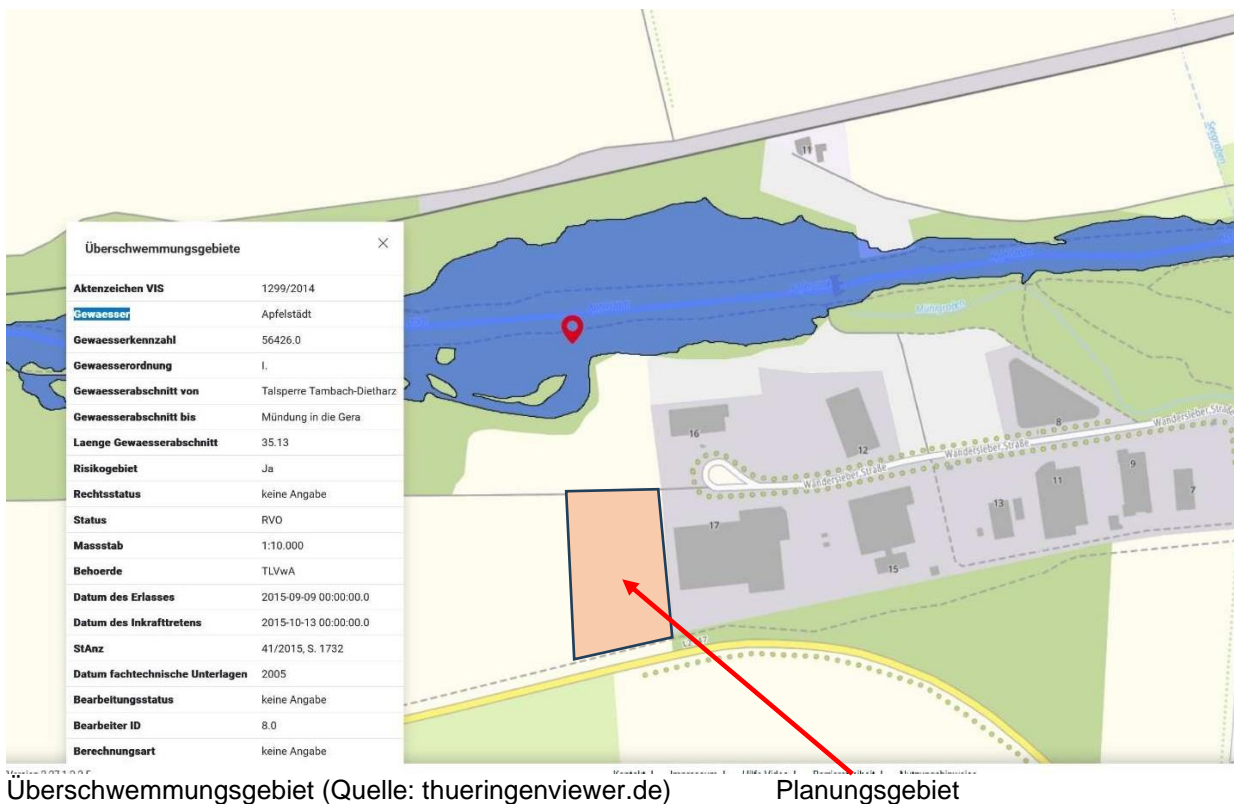 Überschwemmungsgebiete
Aktenzeichen VIS 1299/2014
Gewaesser Apfelstädt
Gewaesserkennzahl 56426.0
Gewaesserordnung I.
Gewaesserabschnitt von Talsperre Tambach-Dietharz
Gewaesserabschnitt bis Mündung in die Gera
Laenge Gewaesserabschnitt 35.13
Risikogebiet Ja
Rechtsstatus keine Angabe
Status RVO
Massstab 1:10.000
Behoerde TLVwA
Datum des Erlasses 2015-09-09 00:00:00.0
Datum des Inkrafttretens 2015-10-13 00:00:00.0
StAnz 41/2015, S. 1732
Datum fachtechnische Unterlagen 2005
Bearbeitungsstatus keine Angabe
Bearbeiter ID 8.0
Berechnungsart keine Angabe
11
Seegraben
Mühlgraben
16
12
8
Wandersleber Straße
Wandersleber Straße
Wandersleber Straße
17
15
13
11
9
7
Überschwemmungsgebiet (Quelle: thueringenviewer.de) Planungsgebiet